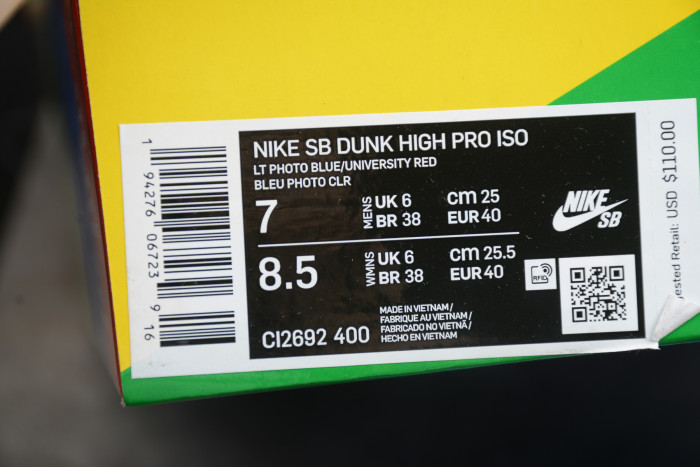 NIKE SB DUNK HIGH PRO ISO
LT PHOTO BLUE/UNIVERSITY RED
BLEU PHOTO CLR
7 MENS UK 6 CM 25
BR 38 EUR 40
8.5 WMNS UK 6 CM 25.5
BR 38 EUR 40
CI2692 400
MADE IN VIETNAM/
FABRIQUE AU VIETNAM/
FABRICADO NO VIETNÃ/
HECHO EN VIETNAM
NIKE
SB
RFID
1 94276 06723 9 16
Retail: USD $110.00